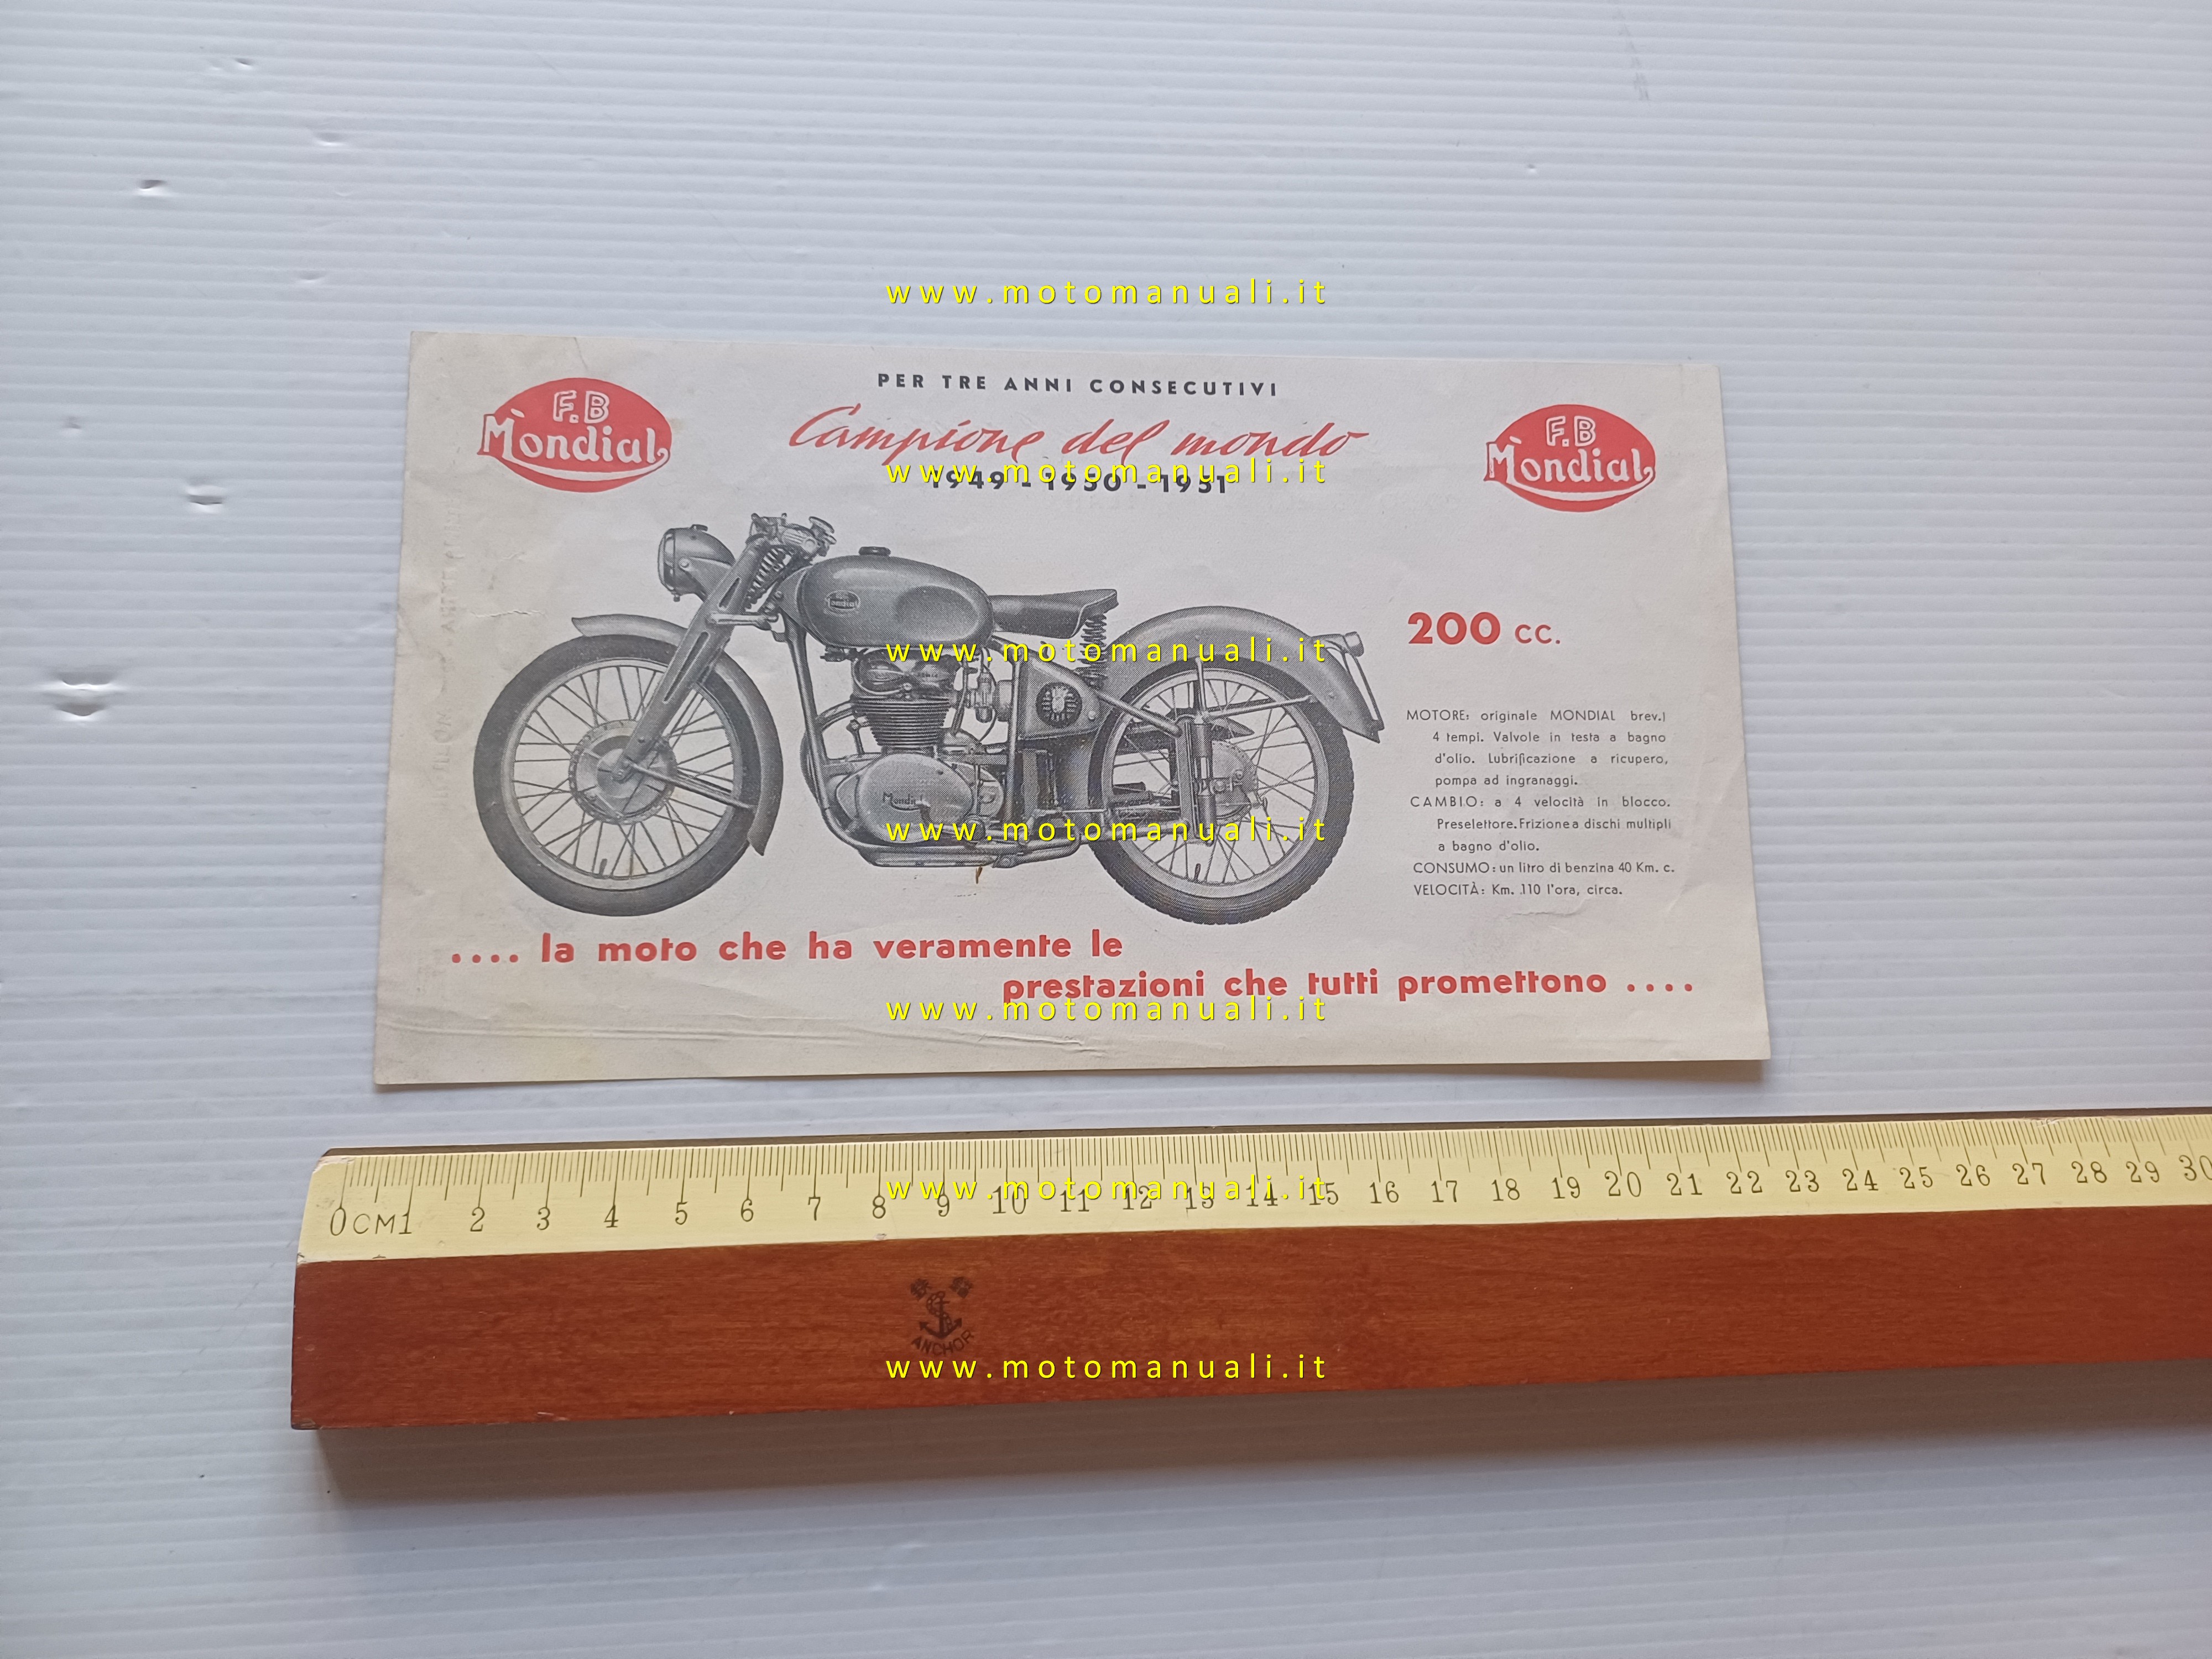 www.motomanuali.it
PER TRE ANNI CONSECUTIVI
F.B
Mondial
Campione del mondo
F.B
Mondial
www.motomanuali.it
1949 - 1950 - 1951
Mondial
200 cc.
www.motomanuali.it
MOTORE: originale MONDIAL brev.)
4 tempi. Valvole in testa a bagno
d'olio. Lubrificazione a ricupero,
pompa ad ingranaggi.
CAMBIO: a 4 velocità in blocco.
Preselettore. Frizione a dischi multipli
a bagno d'olio.
CONSUMO: un litro di benzina 40 Km. c.
VELOCITÀ: Km. 110 l'ora, circa.
Mondial
www.motomanuali.it
.... la moto che ha veramente le
prestazioni che tutti promettono ....
www.motomanuali.it
0 CM 1 2 3 4 5 6 7 8 9 10 11 12 13 14 15 16 17 18 19 20 21 22 23 24 25 26 27 28 29 30
www.motomanuali.it
ANCHOR
www.motomanuali.it